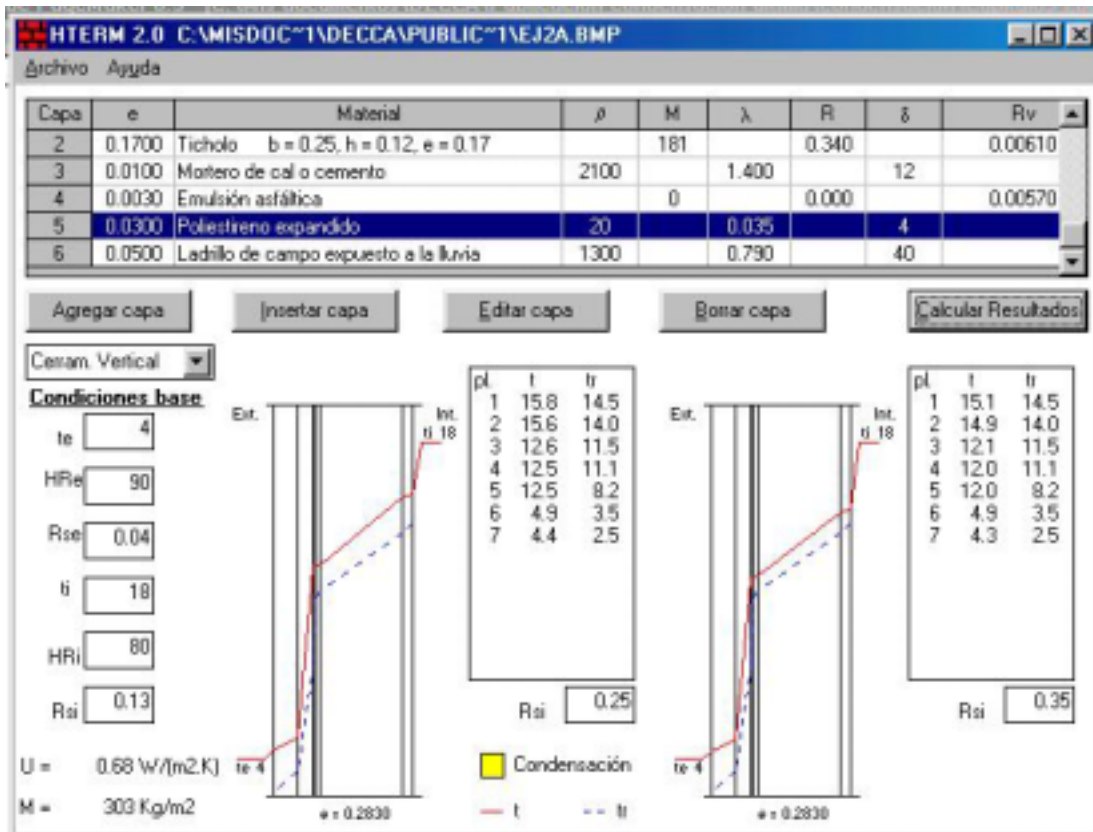 HTERM 2.0 C:\MISDOC~1\DECCA\PUBLIC~1\EJ2A.BMP
Archivo Ayuda
Capa e Material ρ M λ R δ Rv
2 0.1700 Ticholo b = 0.25, h = 0.12, e = 0.17 181 0.340 0.00610
3 0.0100 Mortero de cal o cemento 2100 1.400 12
4 0.0030 Emulsión asfáltica 0 0.000 0.00570
5 0.0300 Poliestireno expandido 20 0.035 4
6 0.0500 Ladrillo de campo expuesto a la lluvia 1300 0.790 40
Agregar capa Insertar capa Editar capa Borrar capa Calcular Resultados
Cerram. Vertical
Condiciones base
te 4
HRe 90
Rse 0.04
ti 18
HRi 80
Rsi 0.13
U = 0.68 W/(m2.K)
M = 303 Kg/m2
Ext. Int.
ti 18
te 4
e = 0.2830
pl. t tr
1 15.8 14.5
2 15.6 14.0
3 12.6 11.5
4 12.5 11.1
5 12.5 8.2
6 4.9 3.5
7 4.4 2.5
Rsi 0.25
Condensación
t tr
Ext. Int.
ti 18
te 4
e = 0.2830
pl. t tr
1 15.1 14.5
2 14.9 14.0
3 12.1 11.5
4 12.0 11.1
5 12.0 8.2
6 4.9 3.5
7 4.3 2.5
Rsi 0.35